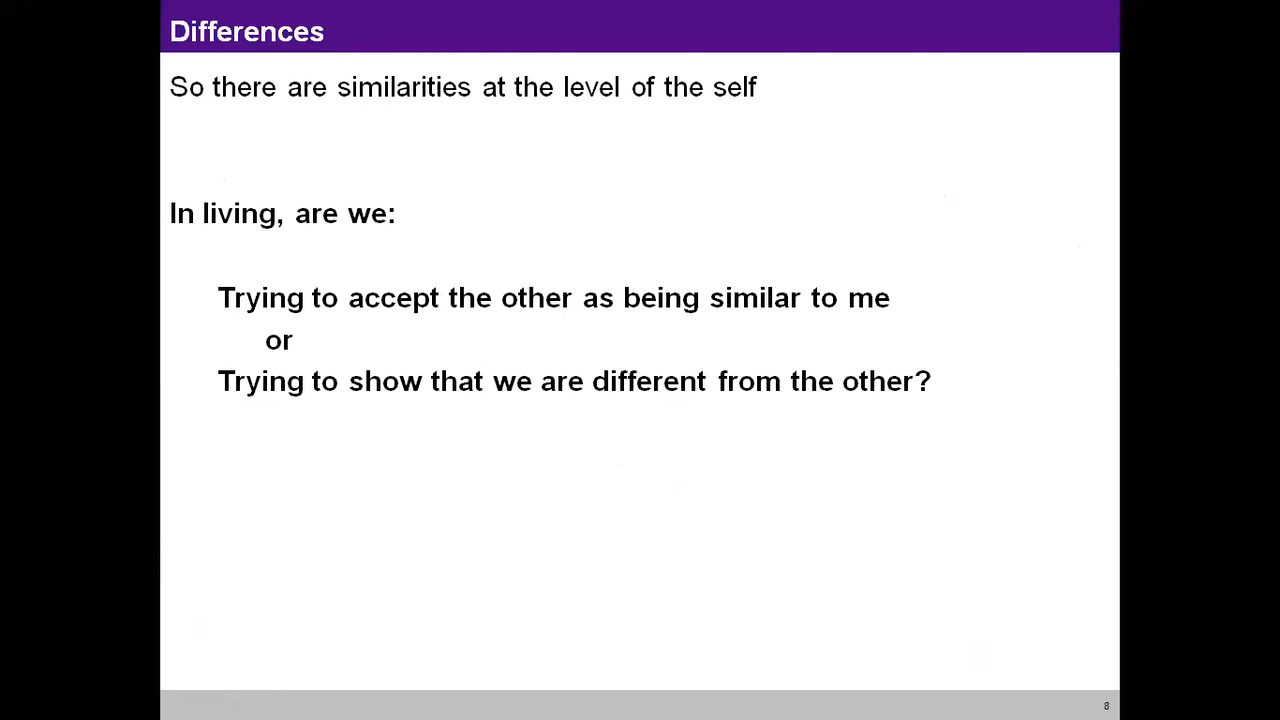 Differences
So there are similarities at the level of the self
In living, are we:
Trying to accept the other as being similar to me
or
Trying to show that we are different from the other?
8